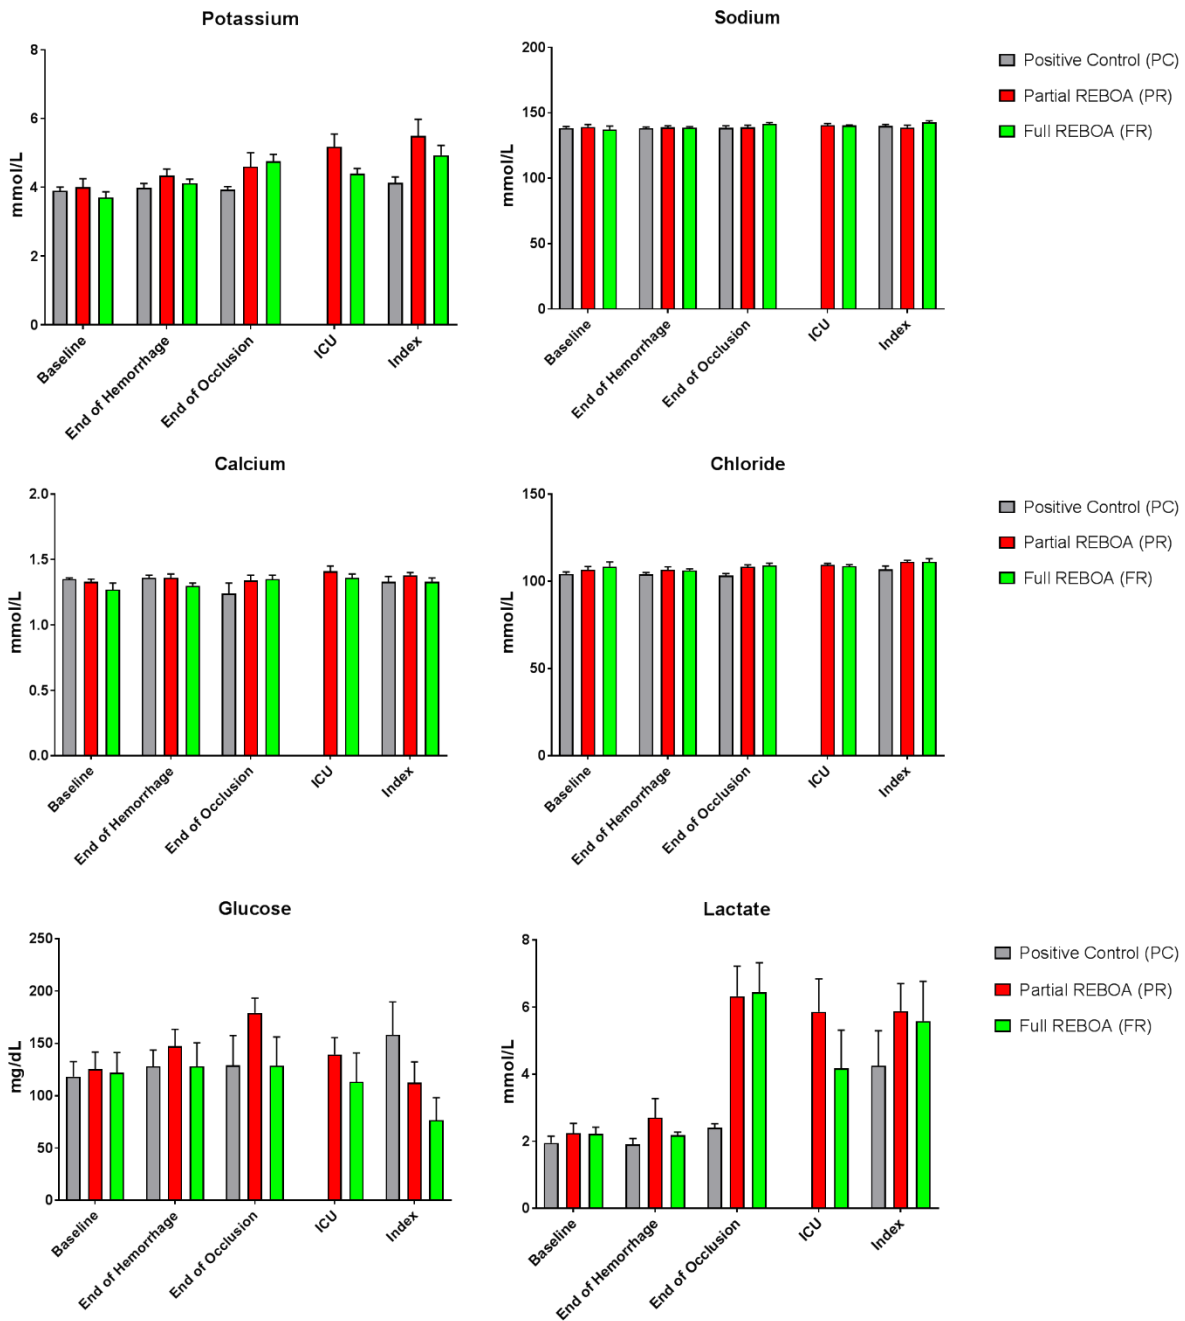 Potassium
8
6
4
2
0
mmol/L
Baseline
End of Hemorrhage
End of Occlusion
ICU
Index
Sodium
200
150
100
50
0
mmol/L
Baseline
End of Hemorrhage
End of Occlusion
ICU
Index
Positive Control (PC)
Partial REBOA (PR)
Full REBOA (FR)
Calcium
2.0
1.5
1.0
0.5
0.0
mmol/L
Baseline
End of Hemorrhage
End of Occlusion
ICU
Index
Chloride
150
100
50
0
mmol/L
Baseline
End of Hemorrhage
End of Occlusion
ICU
Index
Positive Control (PC)
Partial REBOA (PR)
Full REBOA (FR)
Glucose
250
200
150
100
50
0
mg/dL
Baseline
End of Hemorrhage
End of Occlusion
ICU
Index
Lactate
8
6
4
2
0
mmol/L
Baseline
End of Hemorrhage
End of Occlusion
ICU
Index
Positive Control (PC)
Partial REBOA (PR)
Full REBOA (FR)